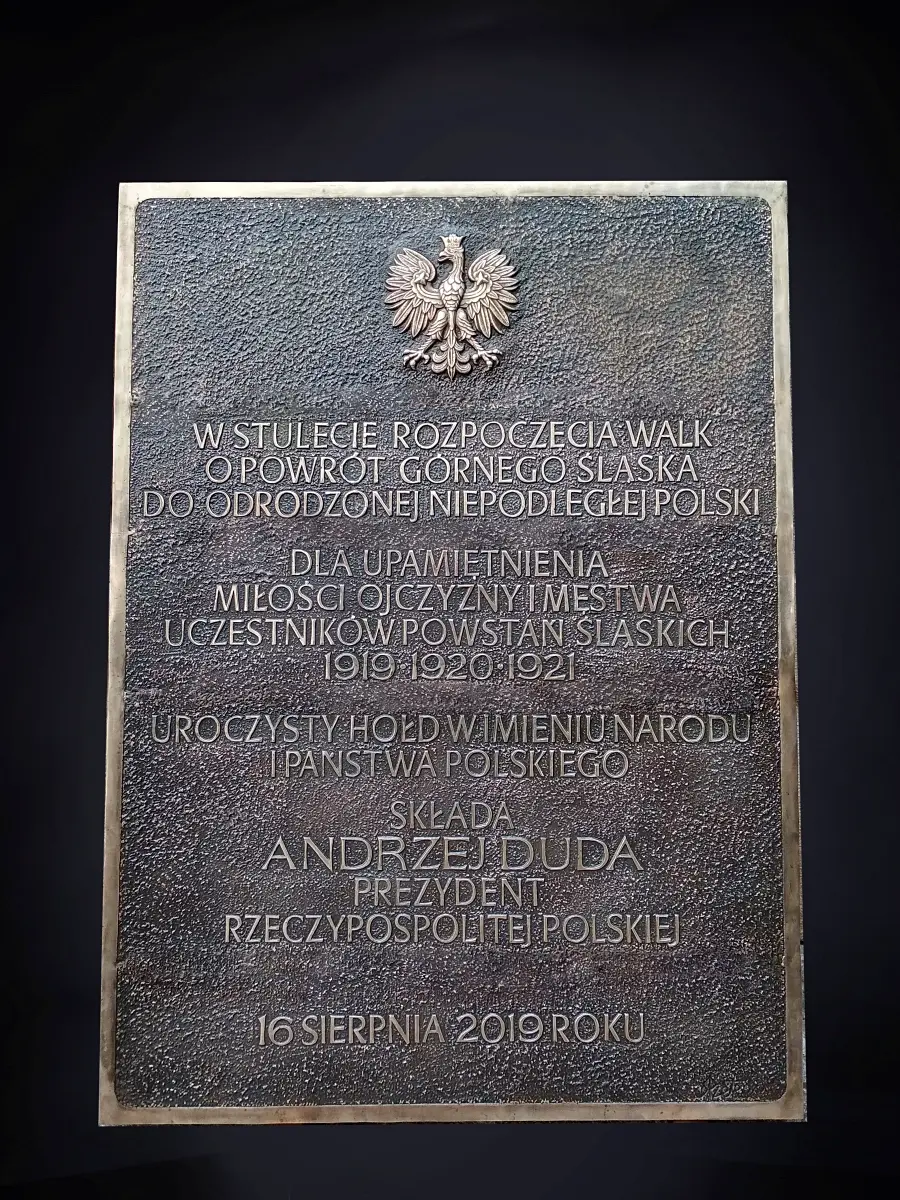 W STULECIE ROZPOCZĘCIA WALK
O POWRÓT GÓRNEGO ŚLĄSKA
DO ODRODZONEJ NIEPODLEGŁEJ POLSKI
DLA UPAMIĘTNIENIA
MIŁOŚCI OJCZYZNY I MĘSTWA
UCZESTNIKÓW POWSTAŃ ŚLĄSKICH
1919·1920·1921
UROCZYSTY HOŁD W IMIENIU NARODU
I PAŃSTWA POLSKIEGO
SKŁADA
ANDRZEJ DUDA
PREZYDENT
RZECZYPOSPOLITEJ POLSKIEJ
16 SIERPNIA 2019 ROKU